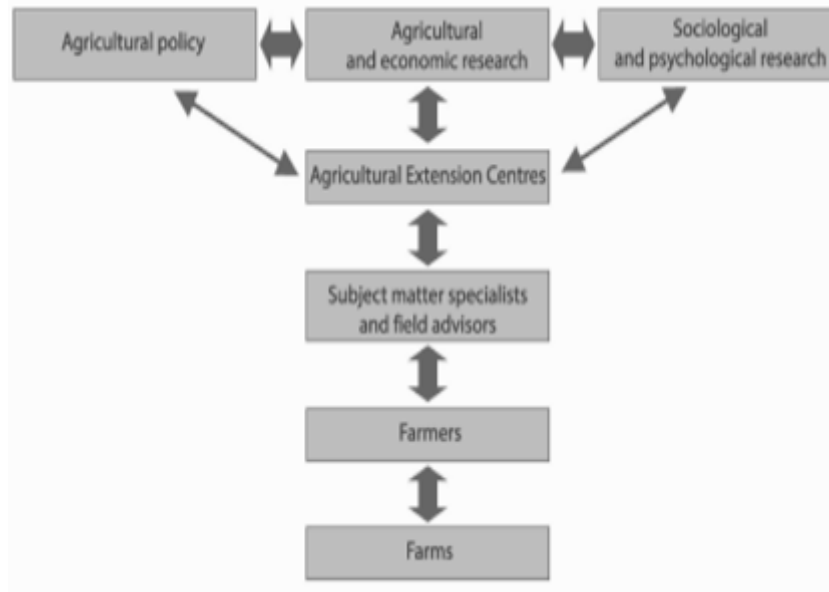 Agricultural policy
Agricultural
and economic research
Sociological
and psychological research
Agricultural Extension Centres
Subject matter specialists
and field advisors
Farmers
Farms